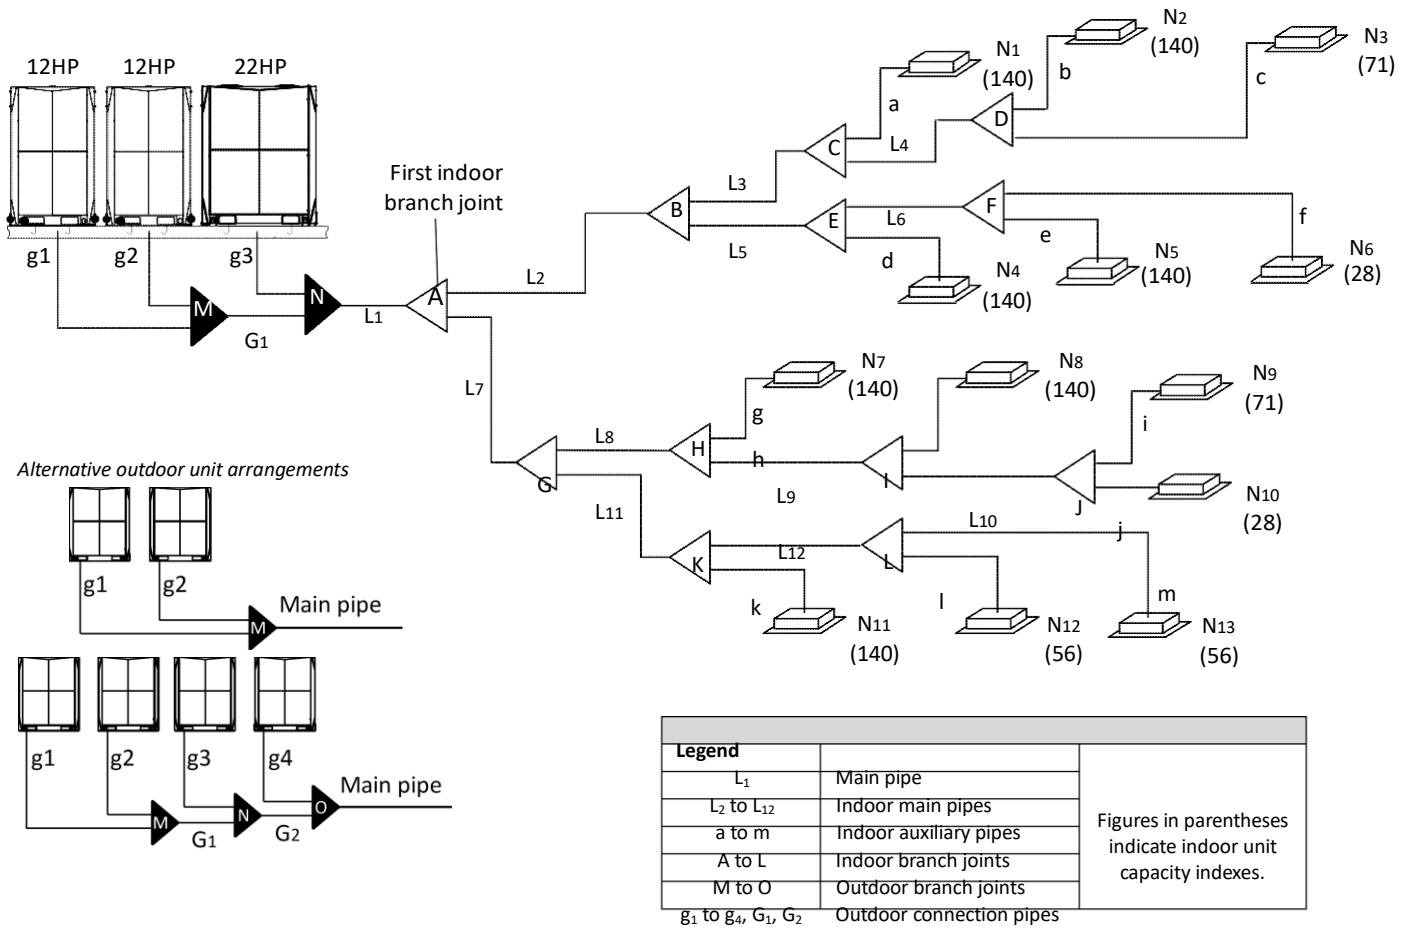 12HP
12HP
22HP
g1
g2
g3
M
G1
N
L1
First indoor
branch joint
A
L2
B
L3
C
a
N1
(140)
L4
D
b
N2
(140)
c
N3
(71)
L5
E
L6
F
d
N4
(140)
e
N5
(140)
f
N6
(28)
L7
G
L8
H
g
N7
(140)
h
L9
I
N8
(140)
J
i
N9
(71)
N10
(28)
L11
K
L12
L
L10
j
k
N11
(140)
l
N12
(56)
m
N13
(56)
Alternative outdoor unit arrangements
g1
g2
M
Main pipe
g1
g2
g3
g4
M
G1
N
G2
O
Main pipe
Legend
L1 Main pipe
L2 to L12 Indoor main pipes
a to m Indoor auxiliary pipes
A to L Indoor branch joints
M to O Outdoor branch joints
g1 to g4, G1, G2 Outdoor connection pipes
Figures in parentheses
indicate indoor unit
capacity indexes.